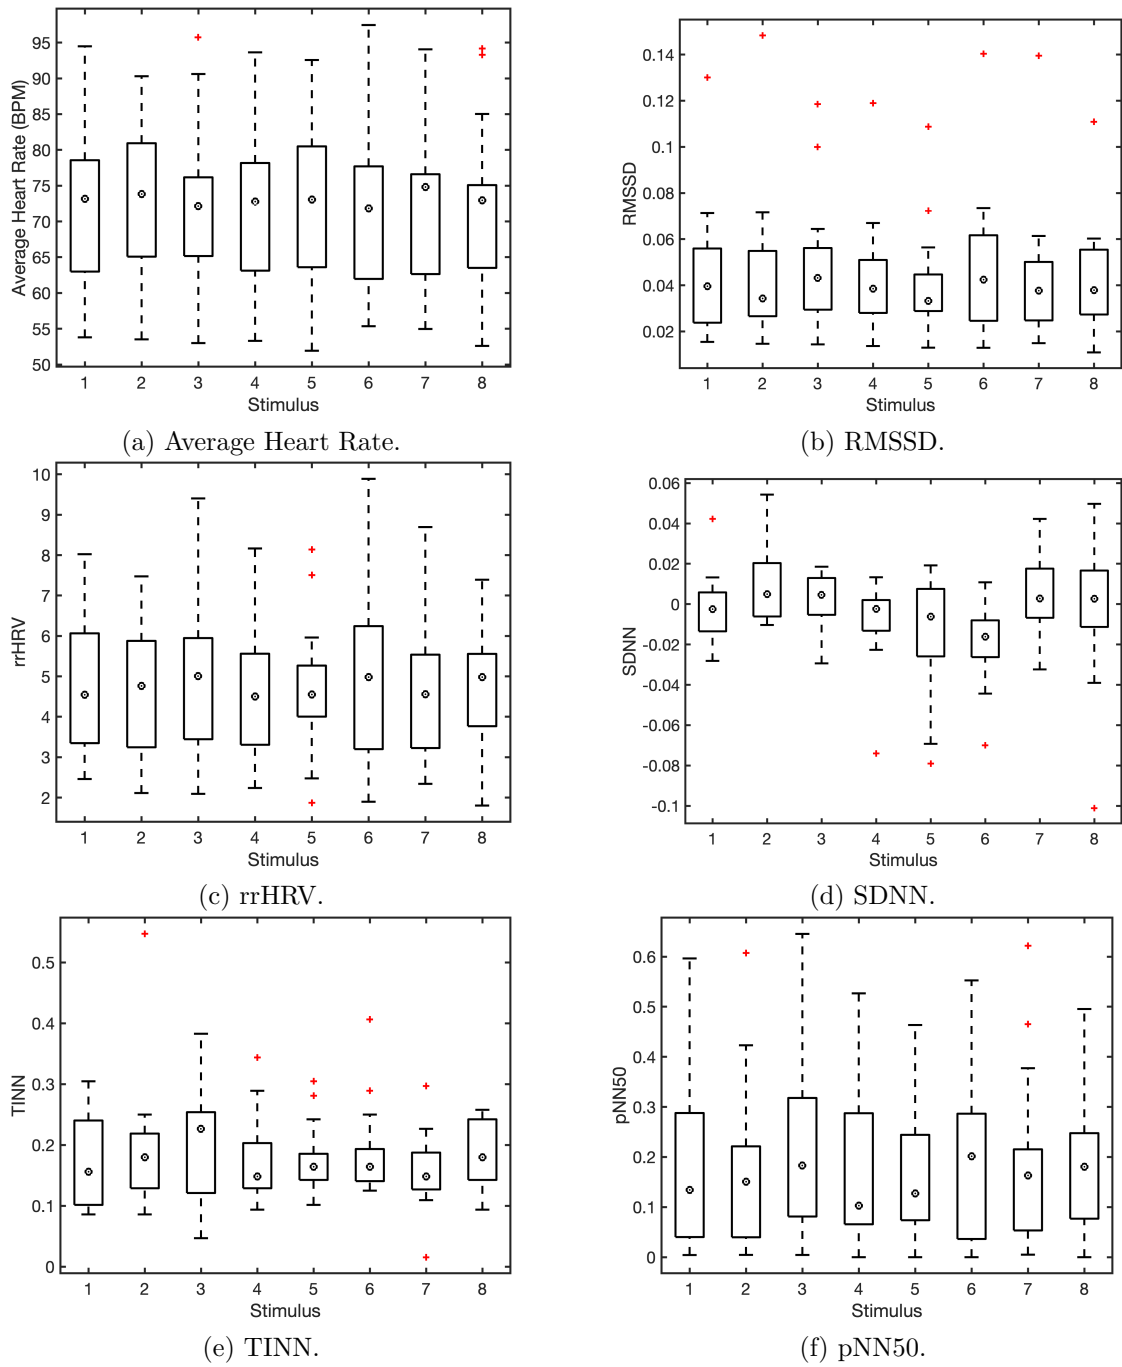 95
90
85
80
75
70
65
60
55
50
Average Heart Rate (BPM)
1 2 3 4 5 6 7 8
Stimulus
(a) Average Heart Rate.
0.14
0.12
0.1
0.08
0.06
0.04
0.02
RMSSD
1 2 3 4 5 6 7 8
Stimulus
(b) RMSSD.
10
9
8
7
6
5
4
3
2
rrHRV
1 2 3 4 5 6 7 8
Stimulus
(c) rrHRV.
0.06
0.04
0.02
0
-0.02
-0.04
-0.06
-0.08
-0.1
SDNN
1 2 3 4 5 6 7 8
Stimulus
(d) SDNN.
0.5
0.4
0.3
0.2
0.1
0
TINN
1 2 3 4 5 6 7 8
Stimulus
(e) TINN.
0.6
0.5
0.4
0.3
0.2
0.1
0
pNN50
1 2 3 4 5 6 7 8
Stimulus
(f) pNN50.